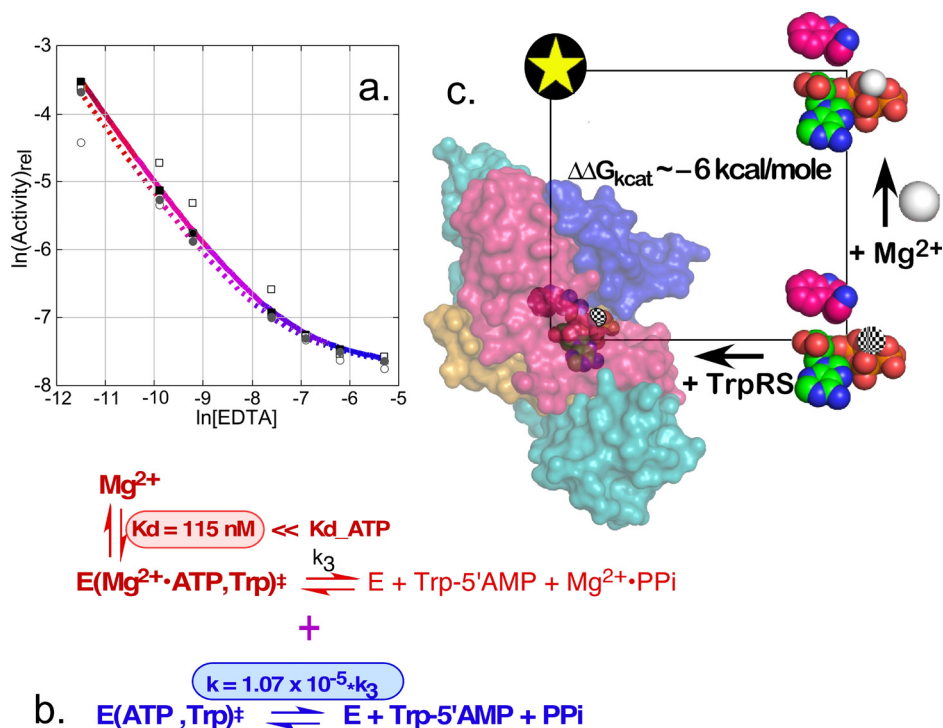 a.
-3
-4
-5
-6
-7
-8
ln(Activity)rel
-12 -11 -10 -9 -8 -7 -6 -5
ln[EDTA]
c.
ΔΔG_kcat ~ −6 kcal/mole
+ Mg²⁺
+ TrpRS
Mg²⁺
Kd = 115 nM << Kd_ATP
k₃
E(Mg²⁺•ATP,Trp)‡ E + Trp-5'AMP + Mg²⁺•PPi
+
k = 1.07 x 10⁻⁵*k₃
b. E(ATP ,Trp)‡ E + Trp-5'AMP + PPi